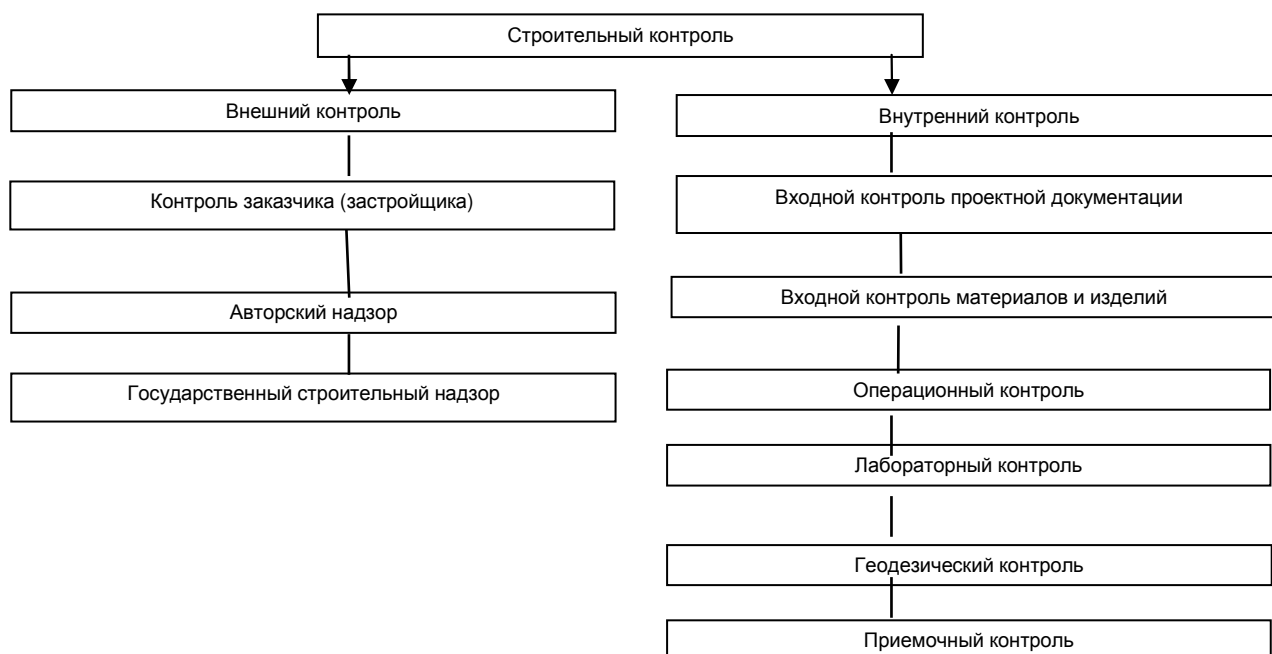 Строительный контроль
Внешний контроль
Контроль заказчика (застройщика)
Авторский надзор
Государственный строительный надзор
Внутренний контроль
Входной контроль проектной документации
Входной контроль материалов и изделий
Операционный контроль
Лабораторный контроль
Геодезический контроль
Приемочный контроль